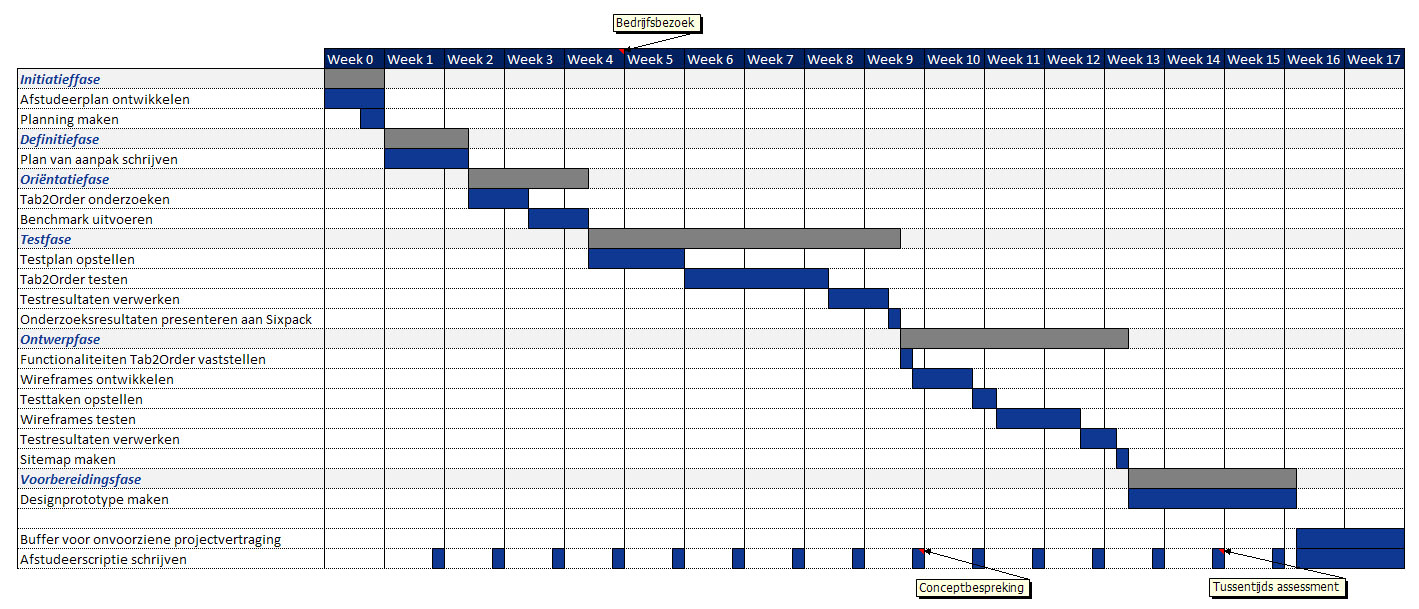 Bedrijfsbezoek
Week 0 Week 1 Week 2 Week 3 Week 4 Week 5 Week 6 Week 7 Week 8 Week 9 Week 10 Week 11 Week 12 Week 13 Week 14 Week 15 Week 16 Week 17
Initiatieffase
Afstudeerplan ontwikkelen
Planning maken
Definitiefase
Plan van aanpak schrijven
Oriëntatiefase
Tab2Order onderzoeken
Benchmark uitvoeren
Testfase
Testplan opstellen
Tab2Order testen
Testresultaten verwerken
Onderzoeksresultaten presenteren aan Sixpack
Ontwerpfase
Functionaliteiten Tab2Order vaststellen
Wireframes ontwikkelen
Testtaken opstellen
Wireframes testen
Testresultaten verwerken
Sitemap maken
Voorbereidingsfase
Designprototype maken
Buffer voor onvoorziene projectvertraging
Afstudeerscriptie schrijven
Conceptbespreking
Tussentijds assessment